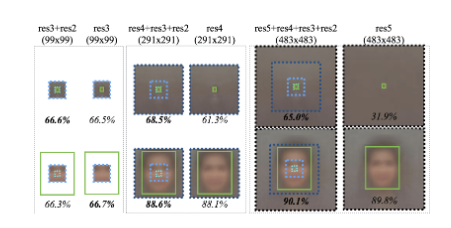 res3+res2 res3 res4+res3+res2 res4 res5+res4+res3+res2 res5
(99x99) (99x99) (291x291) (291x291) (483x483) (483x483)
66.6% 66.5% 68.5% 61.3% 65.0% 31.9%
66.3% 66.7% 88.6% 88.1% 90.1% 89.8%